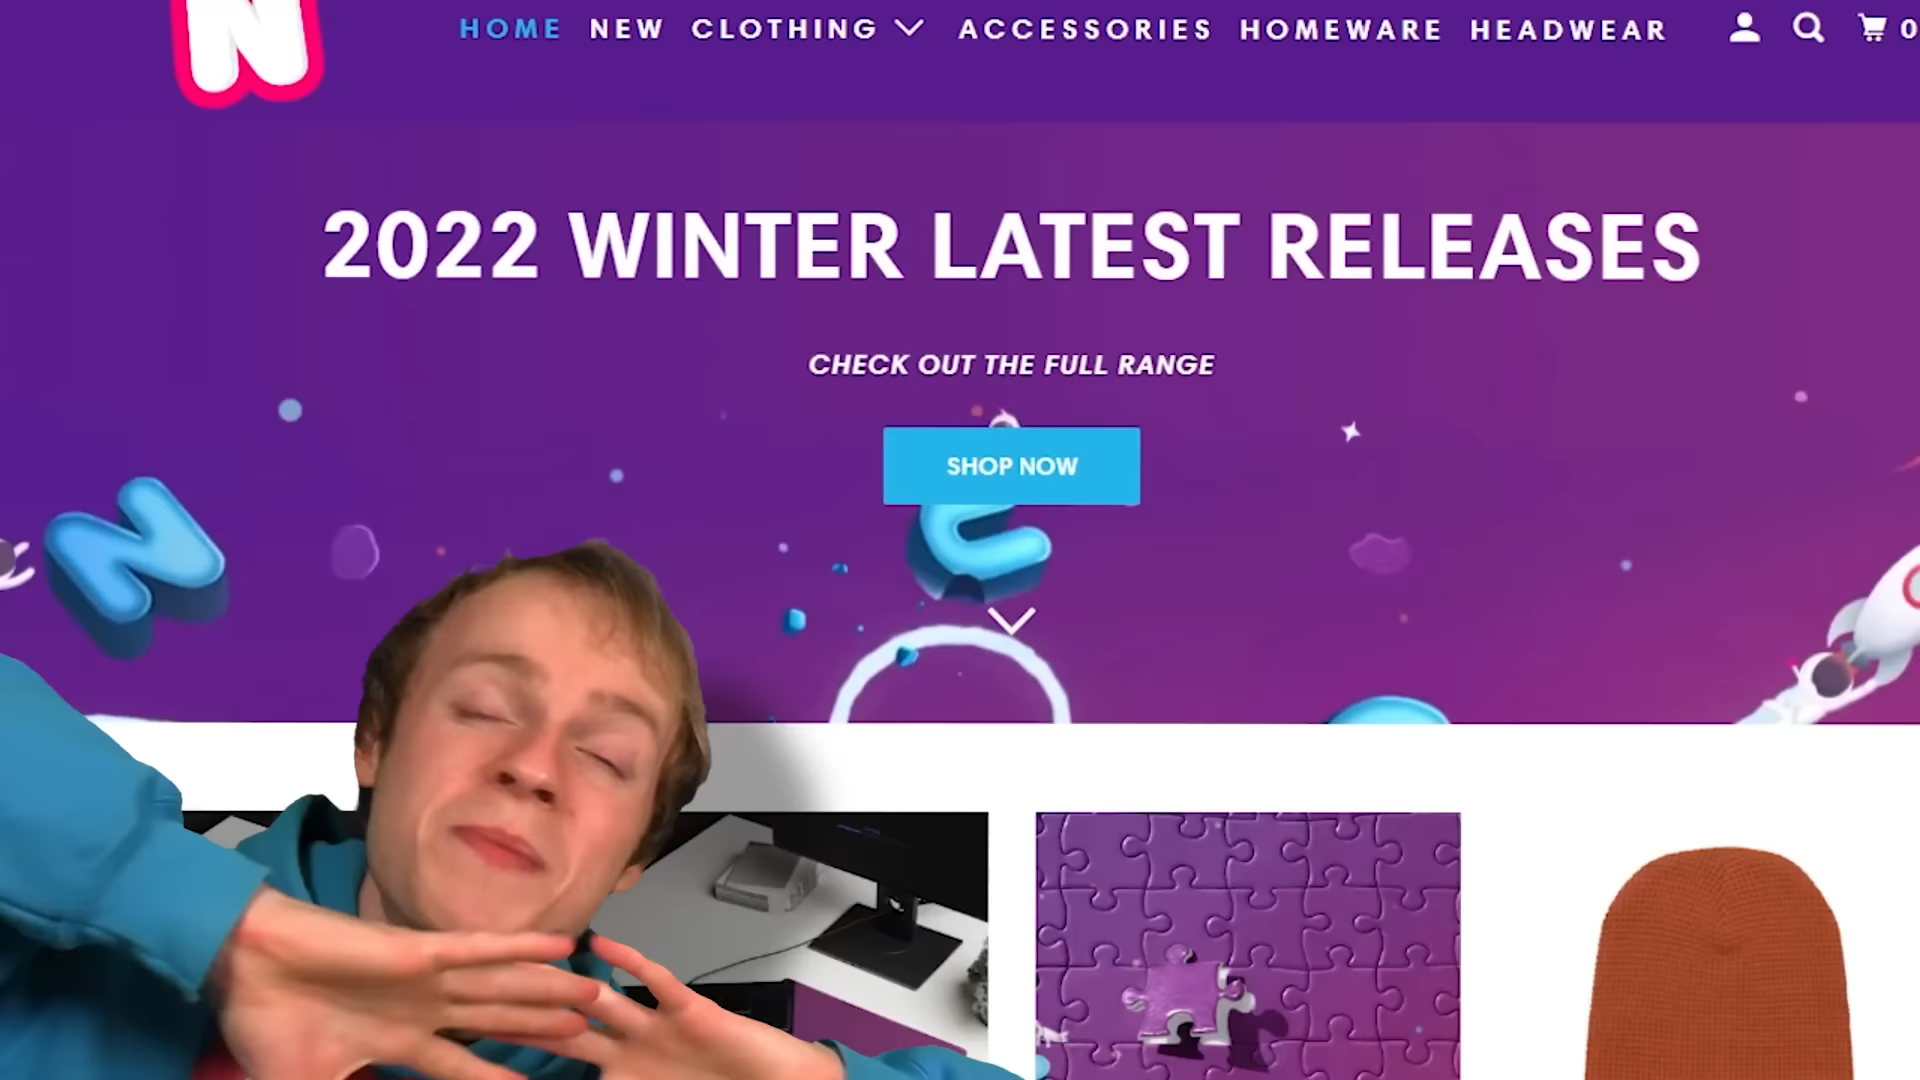 N
HOME NEW CLOTHING ACCESSORIES HOMEWARE HEADWEAR 0
2022 WINTER LATEST RELEASES
CHECK OUT THE FULL RANGE
SHOP NOW
N